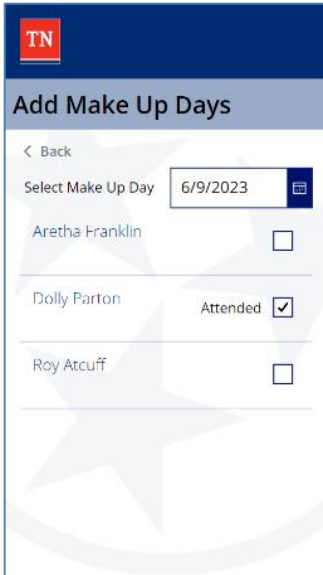 TN
Add Make Up Days
< Back
Select Make Up Day 6/9/2023
Aretha Franklin
Dolly Parton Attended
Roy Atcuff